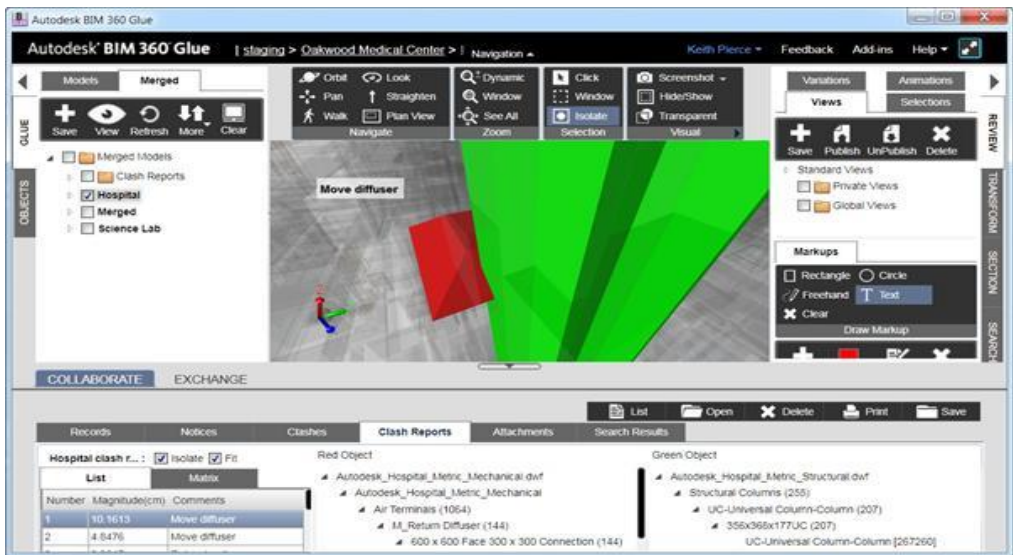 Autodesk BIM 360 Glue
Autodesk® BIM 360® Glue | staging > Oakwood Medical Center > Navigation
Keith Pierce Feedback Add-ins Help
Models Merged
Save View Refresh More Clear
GLUE
OBJECTS
Merged Models
Clash Reports
Hospital
Merged
Science Lab
Orbit Look
Pan Straighten
Walk Plan View
Navigate
Dynamic
Window
See All
Zoom
Click
Window
Isolate
Selection
Screenshot
Hide/Show
Transparent
Visual
Move diffuser
Variations Animations
Views Selections
Save Publish UnPublish Delete
Standard Views
Private Views
Global Views
Markups
Rectangle Circle
Freehand T Text
Clear
Draw Markup
REVIEW
TRANSFORM
SECTION
SEARCH
COLLABORATE EXCHANGE
List Open Delete Print Save
Records Notices Clashes Clash Reports Attachments Search Results
Hospital clash r... : Isolate Fit
List Matrix
Number Magnitude(cm) Comments
1 10.1613 Move diffuser
2 4.8476 Move diffuser
Red Object
Autodesk_Hospital_Metric_Mechanical.dwf
Autodesk_Hospital_Metric_Mechanical
Air Terminals (1064)
M_Return Diffuser (144)
600 x 600 Face 300 x 300 Connection (144)
Green Object
Autodesk_Hospital_Metric_Structural.dwf
Structural Columns (255)
UC-Universal Column-Column (207)
356x368x177UC (207)
UC-Universal Column-Column [267260]